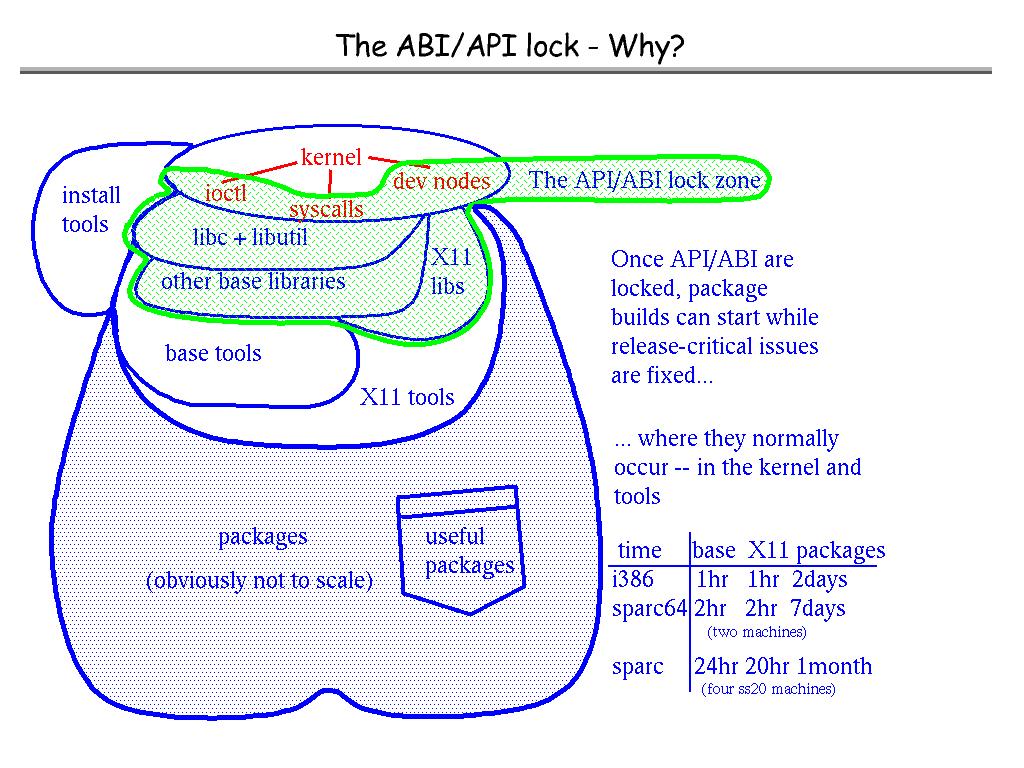 The ABI/API lock - Why?
kernel
ioctl
dev nodes
The API/ABI lock zone
install
tools
syscalls
libc + libutil
other base libraries
X11
libs
base tools
X11 tools
packages
(obviously not to scale)
useful
packages
Once API/ABI are
locked, package
builds can start while
release-critical issues
are fixed...
... where they normally
occur -- in the kernel and
tools
time base X11 packages
i386 1hr 1hr 2days
sparc64 2hr 2hr 7days
(two machines)
sparc 24hr 20hr 1month
(four ss20 machines)